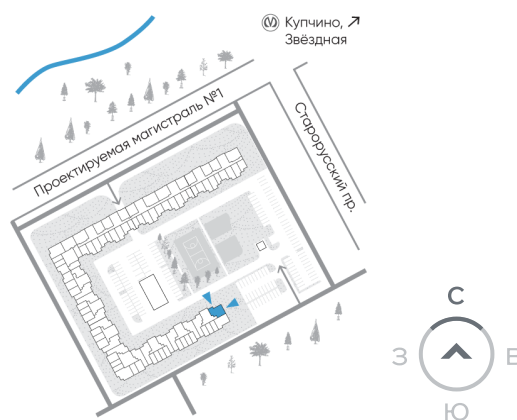 Купчино,
Звёздная
Проектируемая магистраль №1
Старорусский пр.
С
З
В
Ю